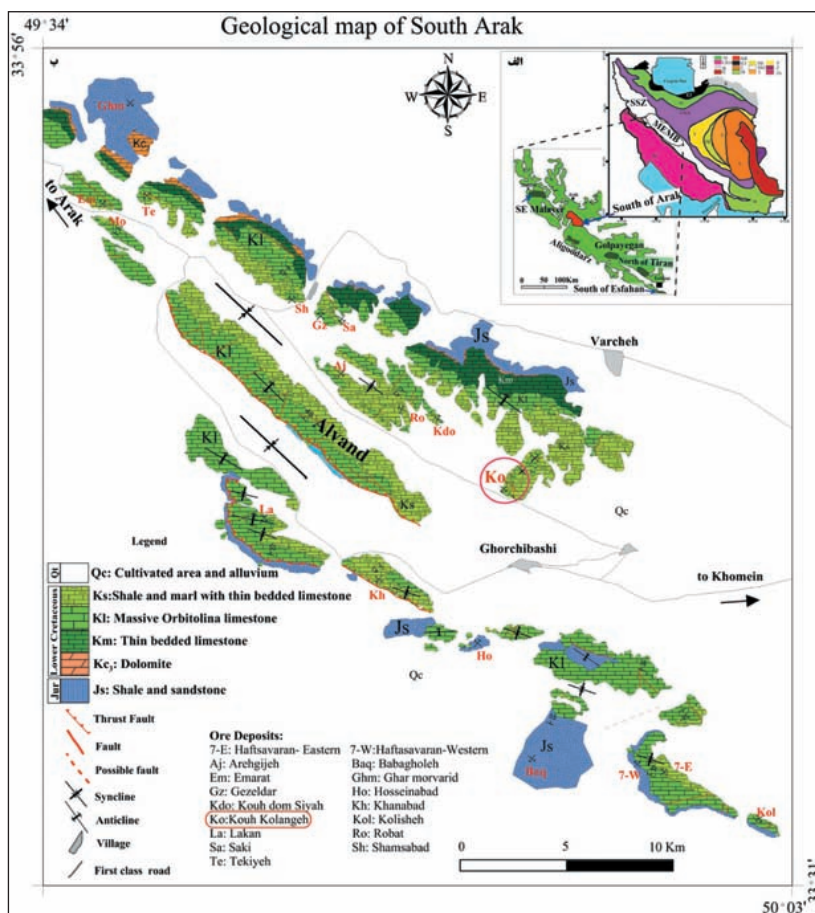 Geological map of South Arak
49°34'
33°56
ب
الف
N
W E
S
SSZ
MEMB
South of Arak
SE Malayer
Aligoodarz
Golpayegan
North of Tiran
0 50 100Km
South of Esfahan
Ghm
Kc
to Arak
Em
Te
Mo
Kl
Sh
Gz
Sa
Js
Varcheh
Kl
Aj
Km
Js
Kl
Ro
Kdo
Alvand
Kl
Ko
Ks
Qc
La
Legend
Ghorchibashi
to Khomein
Kh
Js
Ho
Kl
Qc
Js
Baq
7-W
7-E
Kol
Qt
Qc: Cultivated area and alluvium
Lower Cretaceous
Ks:Shale and marl with thin bedded limestone
Kl: Massive Orbitolina limestone
Km: Thin bedded limestone
Kc₃: Dolomite
Jur
Js: Shale and sandstone
Thrust Fault
Fault
Possible fault
Syncline
Anticline
Village
First class road
Ore Deposits:
7-E: Haftsavaran- Eastern 7-W:Haftasavaran-Western
Aj: Arehgijeh Baq: Babagholeh
Em: Emarat Ghm: Ghar morvarid
Gz: Gezeldar Ho: Hosseinabad
Kdo: Kouh dom Siyah Kh: Khanabad
Ko:Kouh Kolangeh Kol: Kolisheh
La: Lakan Ro: Robat
Sa: Saki Sh: Shamsabad
Te: Tekiyeh
0 5 10 Km
33°31'
50°03'